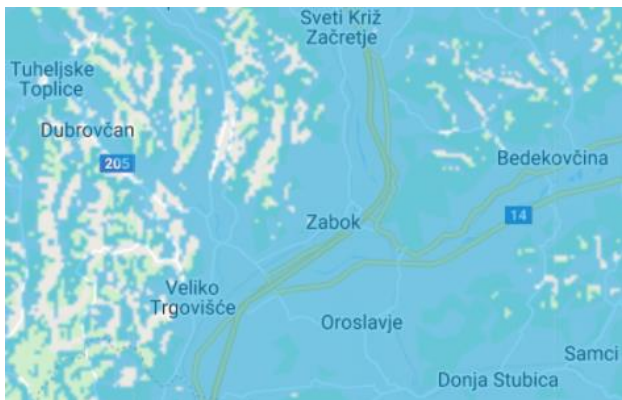 Sveti Križ
Začretje
Tuheljske
Toplice
Dubrovčan
205
Bedekovčina
14
Zabok
Veliko
Trgovišće
Oroslavje
Samci
Donja Stubica